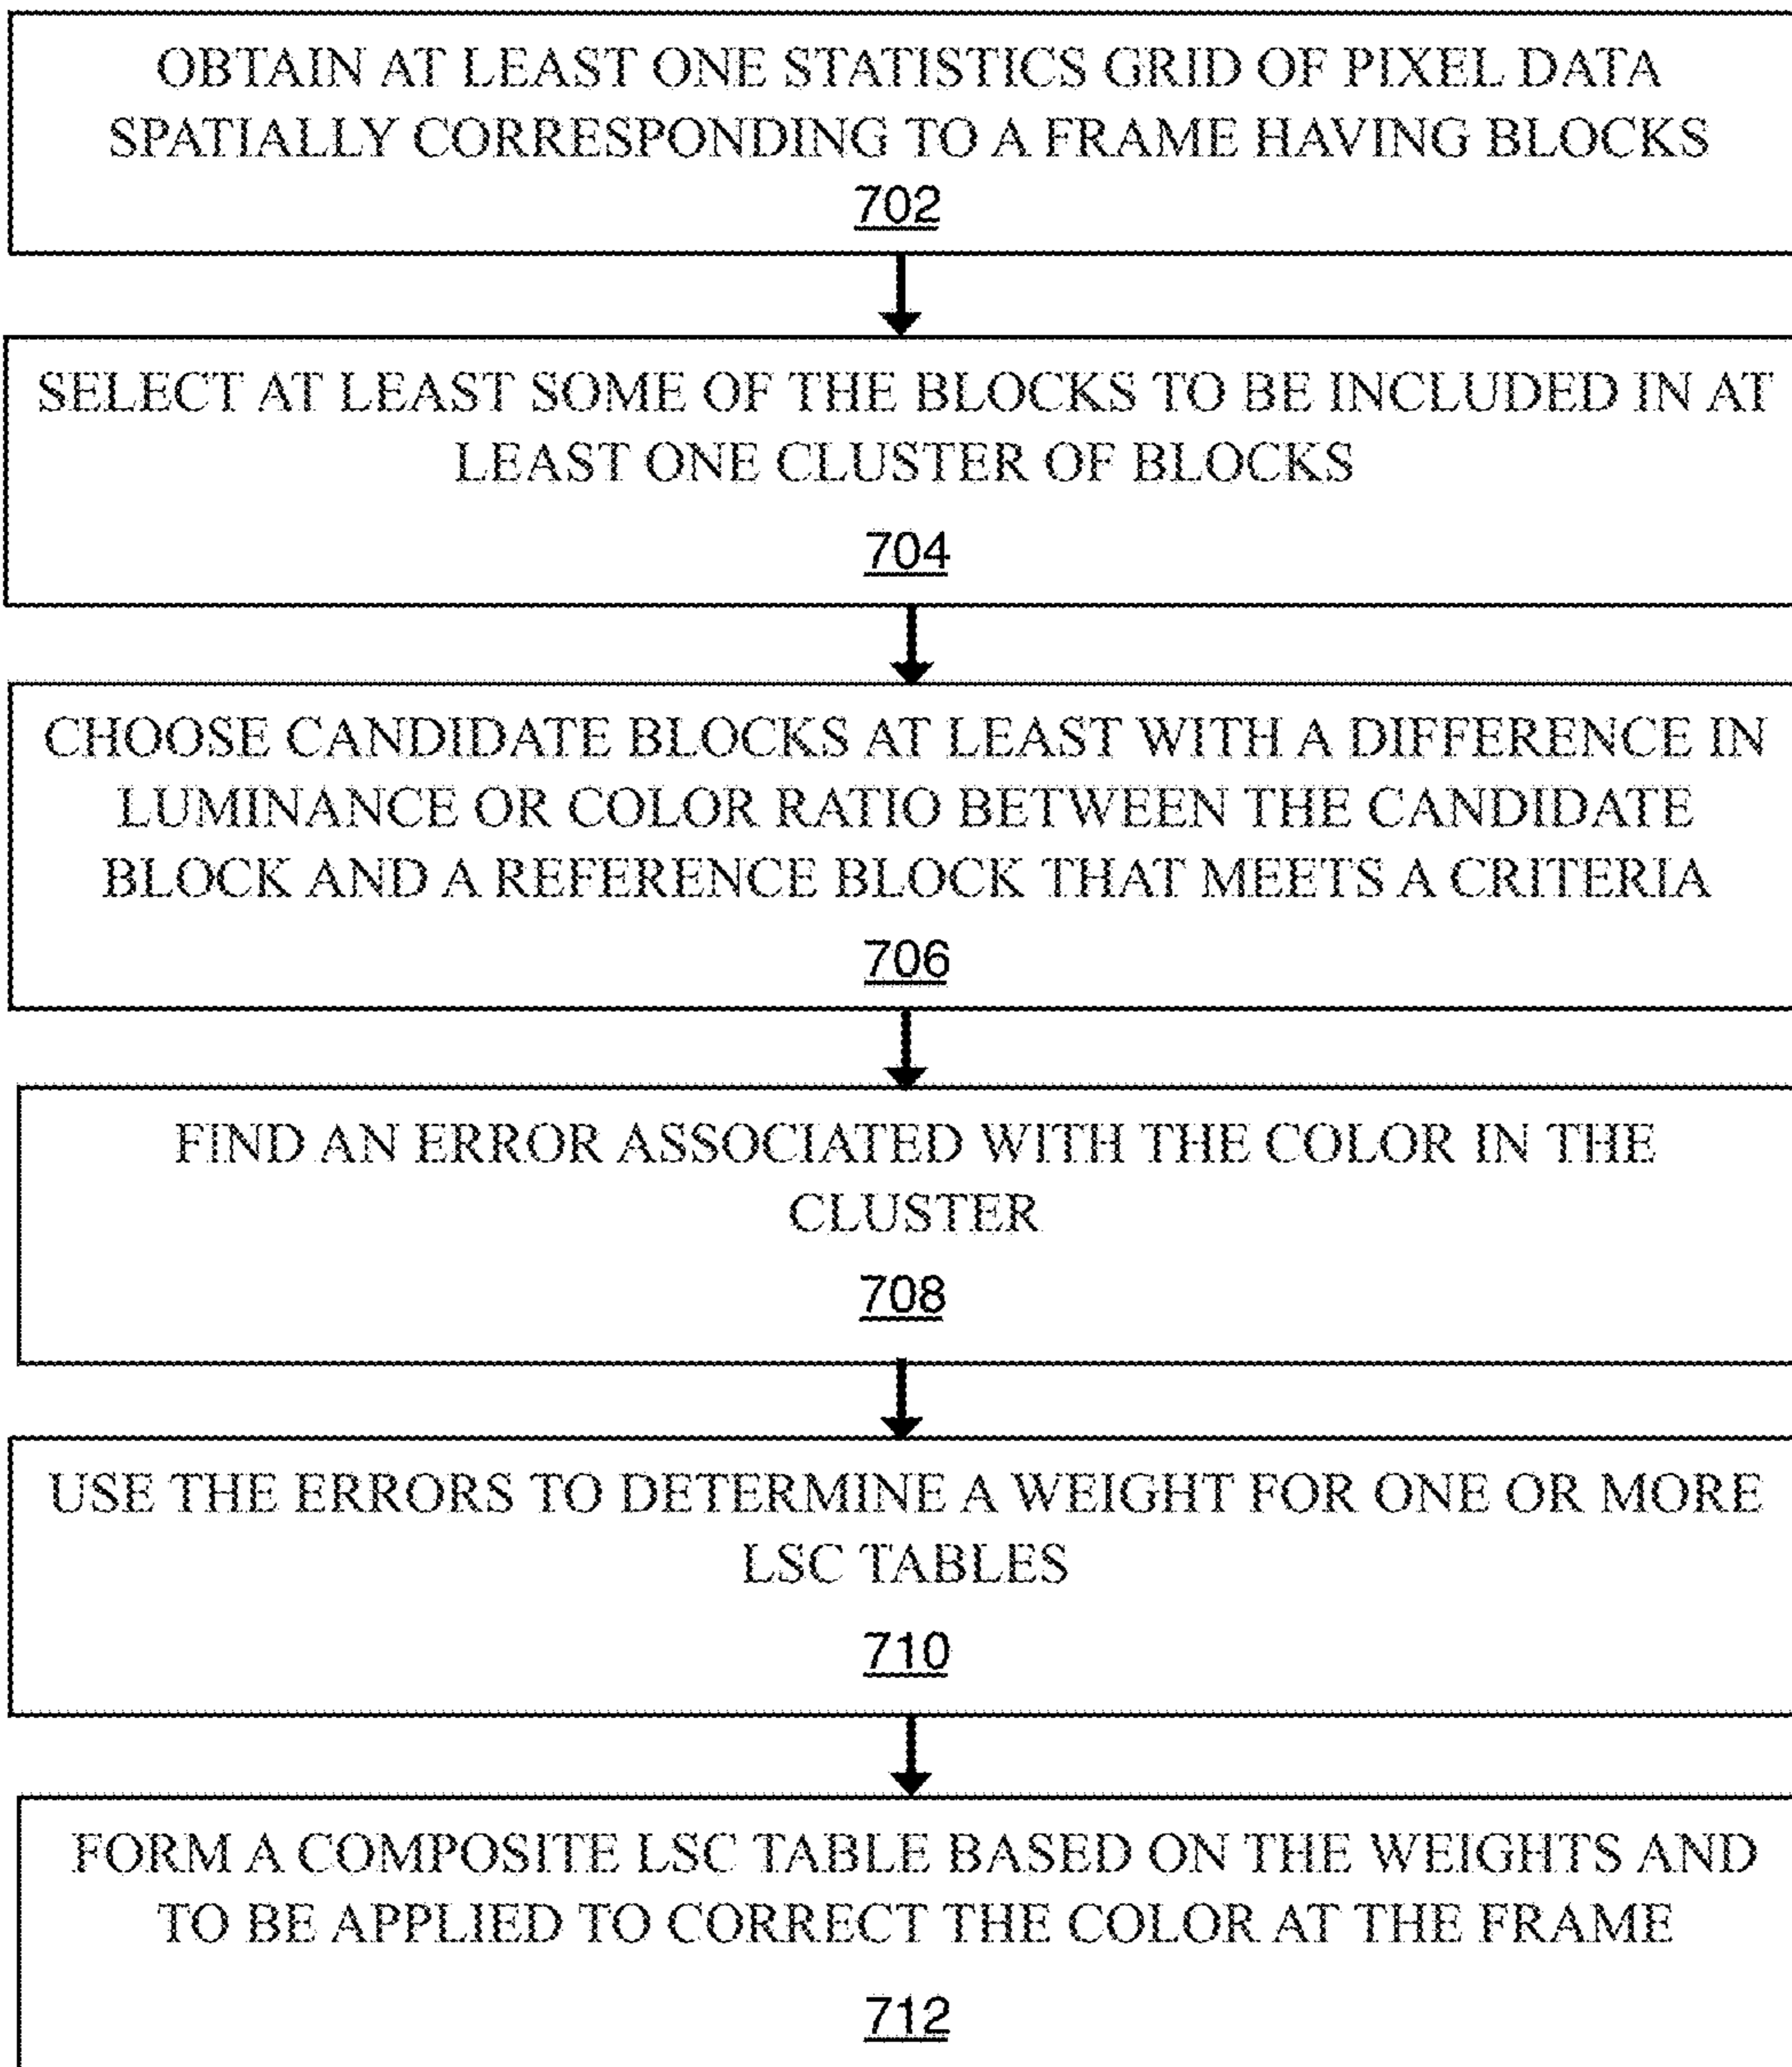 OBTAIN AT LEAST ONE STATISTICS GRID OF PIXEL DATA
SPATIALLY CORRESPONDING TO A FRAME HAVING BLOCKS
702
SELECT AT LEAST SOME OF THE BLOCKS TO BE INCLUDED IN AT
LEAST ONE CLUSTER OF BLOCKS
704
CHOOSE CANDIDATE BLOCKS AT LEAST WITH A DIFFERENCE IN
LUMINANCE OR COLOR RATIO BETWEEN THE CANDIDATE
BLOCK AND A REFERENCE BLOCK THAT MEETS A CRITERIA
706
FIND AN ERROR ASSOCIATED WITH THE COLOR IN THE
CLUSTER
708
USE THE ERRORS TO DETERMINE A WEIGHT FOR ONE OR MORE
LSC TABLES
710
FORM A COMPOSITE LSC TABLE BASED ON THE WEIGHTS AND
TO BE APPLIED TO CORRECT THE COLOR AT THE FRAME
712